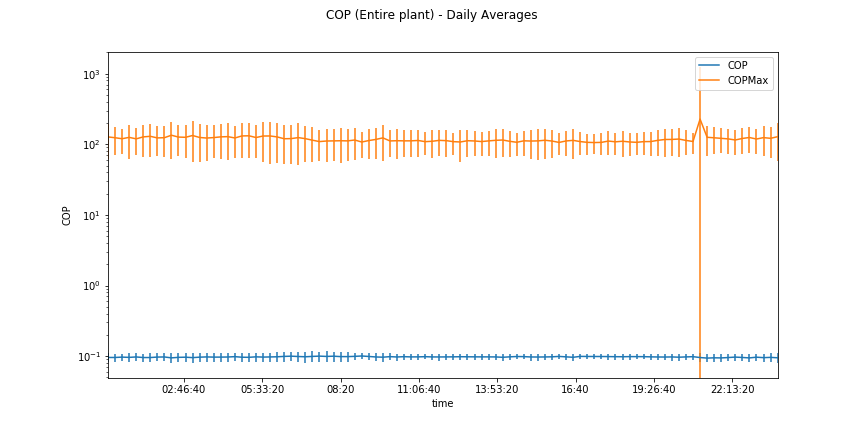 COP (Entire plant) - Daily Averages
COP
COPMax
10³
10²
10¹
10⁰
10⁻¹
COP
02:46:40 05:33:20 08:20 11:06:40 13:53:20 16:40 19:26:40 22:13:20
time